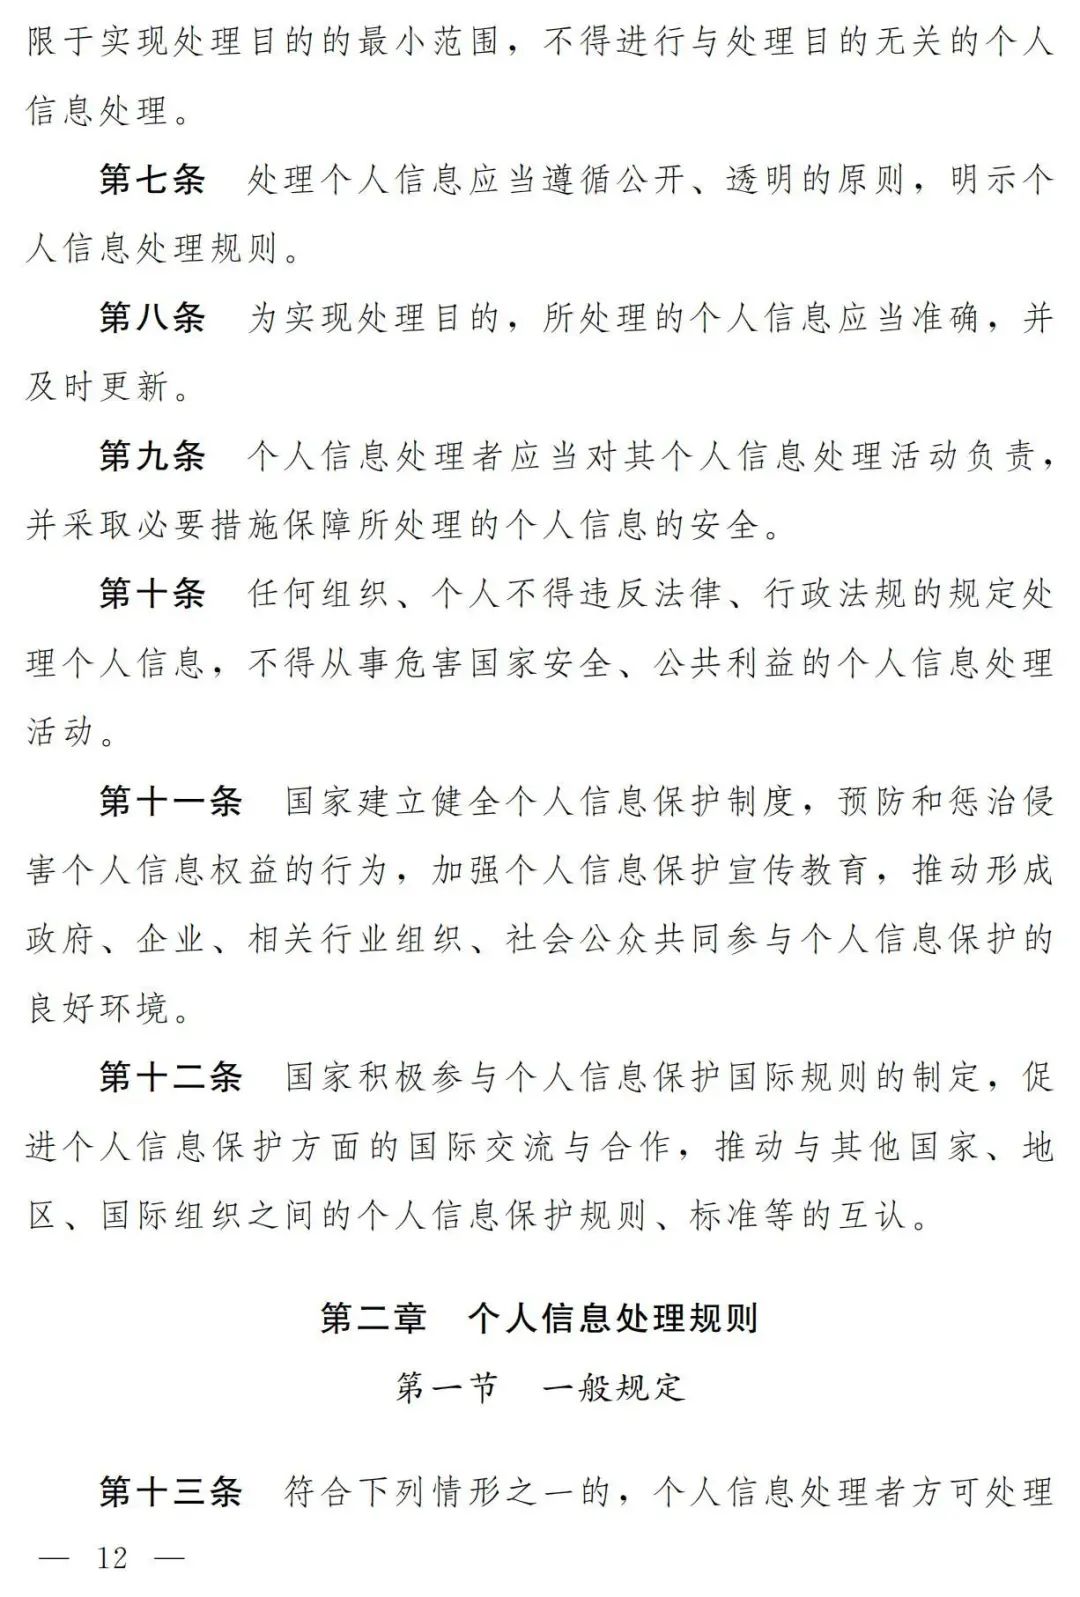 限于实现处理目的的最小范围，不得进行与处理目的无关的个人
信息处理。
第七条　处理个人信息应当遵循公开、透明的原则，明示个
人信息处理规则。
第八条　为实现处理目的，所处理的个人信息应当准确，并
及时更新。
第九条　个人信息处理者应当对其个人信息处理活动负责，
并采取必要措施保障所处理的个人信息的安全。
第十条　任何组织、个人不得违反法律、行政法规的规定处
理个人信息，不得从事危害国家安全、公共利益的个人信息处理
活动。
第十一条　国家建立健全个人信息保护制度，预防和惩治侵
害个人信息权益的行为，加强个人信息保护宣传教育，推动形成
政府、企业、相关行业组织、社会公众共同参与个人信息保护的
良好环境。
第十二条　国家积极参与个人信息保护国际规则的制定，促
进个人信息保护方面的国际交流与合作，推动与其他国家、地
区、国际组织之间的个人信息保护规则、标准等的互认。
第二章　个人信息处理规则
第一节　一般规定
第十三条　符合下列情形之一的，个人信息处理者方可处理
— 12 —